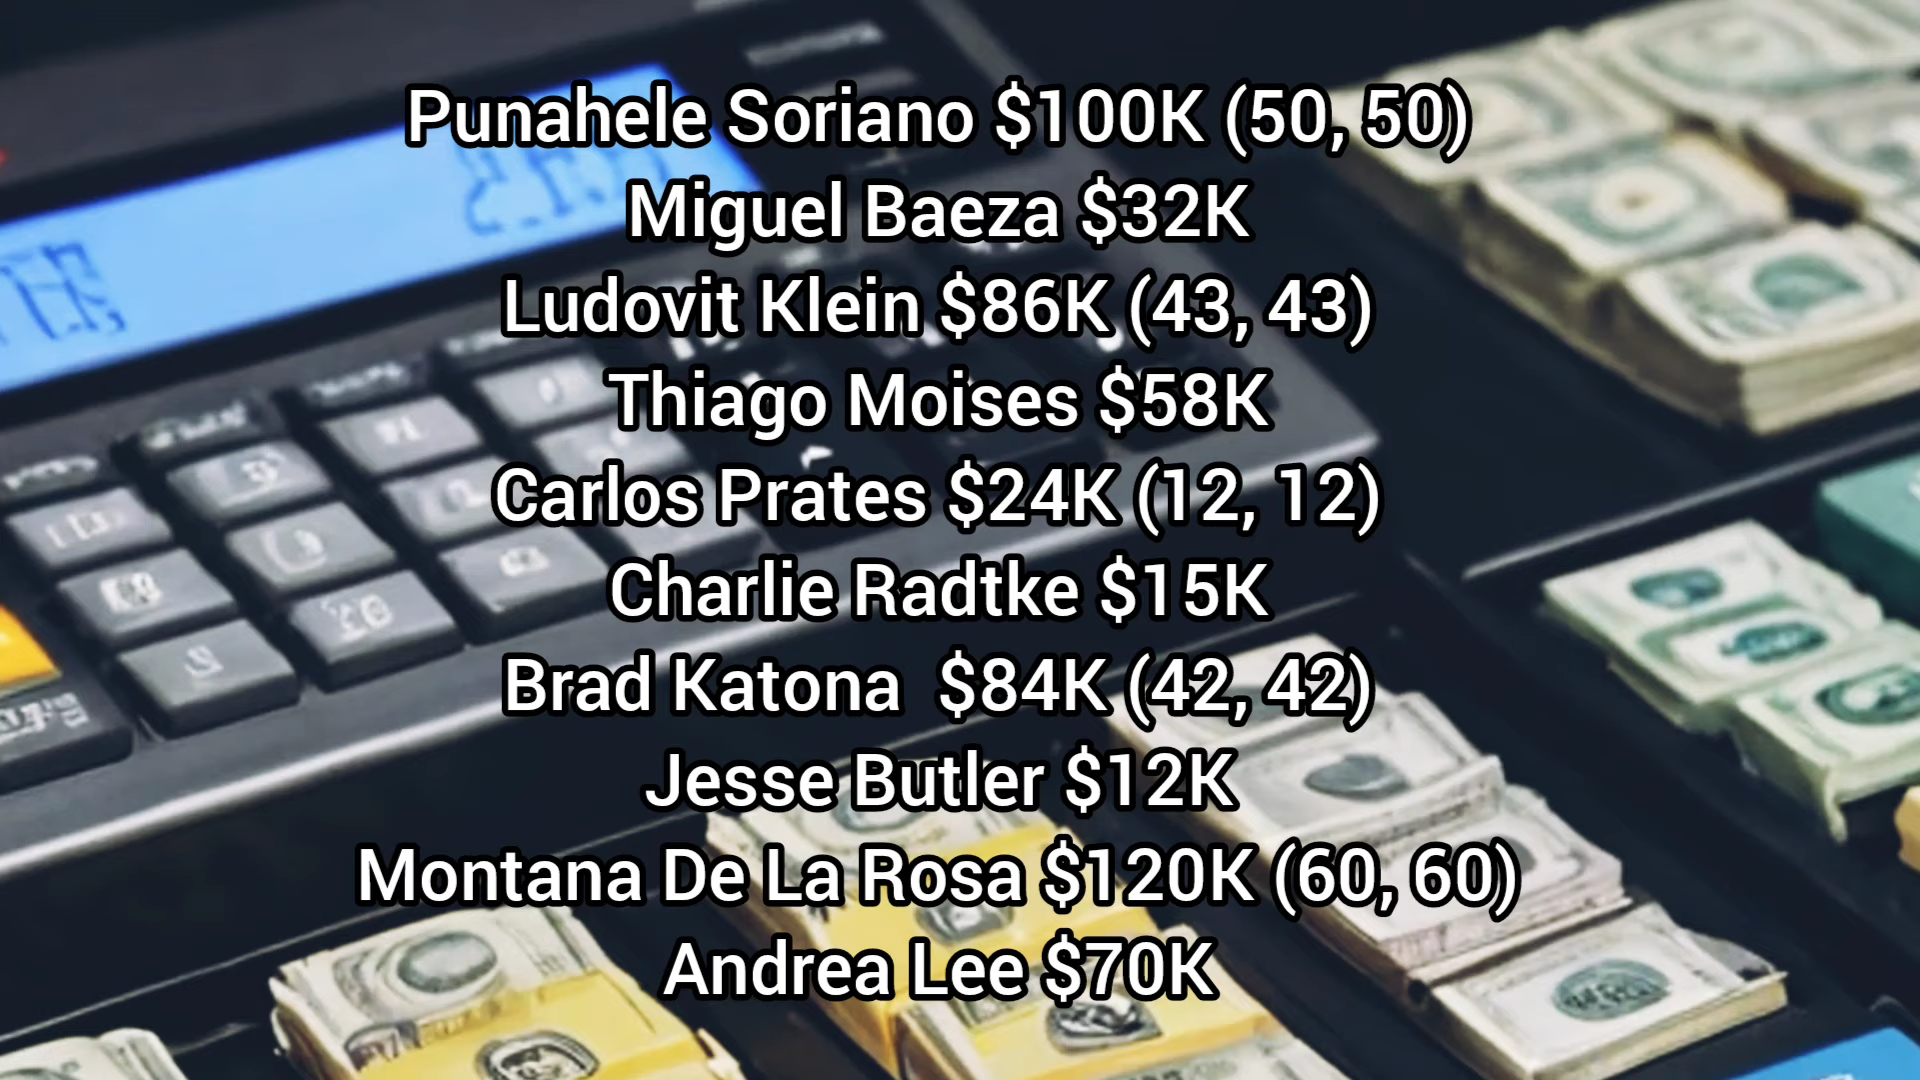 Punahele Soriano $100K (50, 50)
Miguel Baeza $32K
Ludovit Klein $86K (43, 43)
Thiago Moises $58K
Carlos Prates $24K (12, 12)
Charlie Radtke $15K
Brad Katona $84K (42, 42)
Jesse Butler $12K
Montana De La Rosa $120K (60, 60)
Andrea Lee $70K